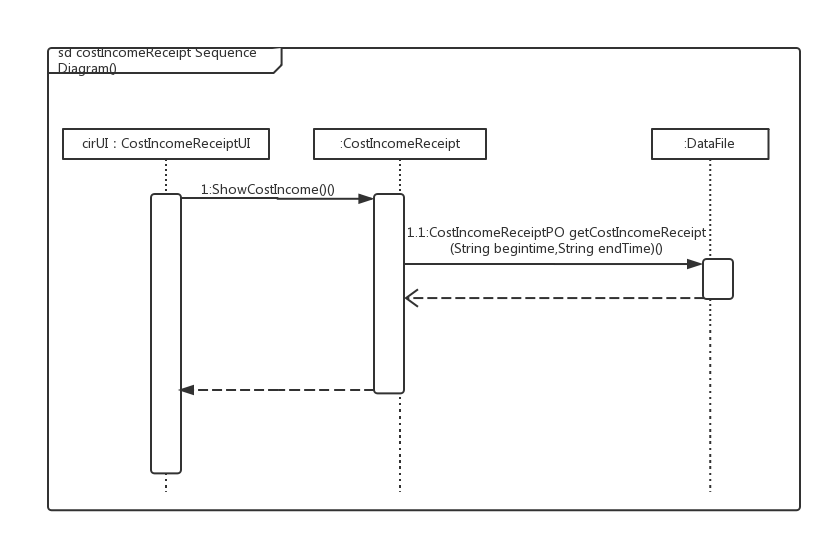 sd costIncomeReceipt Sequence
Diagram()
cirUI : CostIncomeReceiptUI
:CostIncomeReceipt
:DataFile
1:ShowCostIncome()()
1.1:CostIncomeReceiptPO getCostIncomeReceipt
(String begintime,String endTime)()